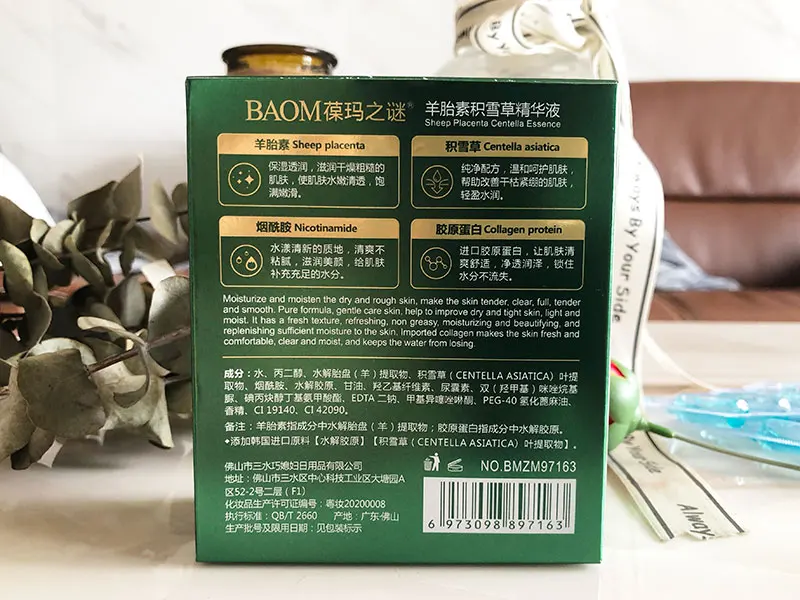 BAOM葆玛之谜® 羊胎素积雪草精华液
Sheep Placenta Centella Essence
羊胎素 Sheep placenta
保湿透润，滋润干燥粗糙的
肌肤，使肌肤水嫩清透，饱
满嫩滑。
积雪草 Centella asiatica
纯净配方，温和呵护肌肤，
帮助改善干枯紧绷的肌肤，
轻盈水润。
烟酰胺 Nicotinamide
水漾清新的质地，清爽不
粘腻，滋润美颜，给肌肤
补充充足的水分。
胶原蛋白 Collagen protein
进口胶原蛋白，让肌肤清
爽舒适，净透润泽，锁住
水分不流失。
Moisturize and moisten the dry and rough skin, make the skin tender, clear, full, tender
and smooth. Pure formula, gentle care skin, help to improve dry and tight skin, light and
moist. It has a fresh texture, refreshing, non greasy, moisturizing and beautifying, and
replenishing sufficient moisture to the skin. Imported collagen makes the skin fresh and
comfortable, clear and moist, and keeps the water from losing.
成分：水、丙二醇、水解胎盘（羊）提取物、积雪草（CENTELLA ASIATICA）叶提
取物、烟酰胺、水解胶原、甘油、羟乙基纤维素、尿囊素、双（羟甲基）咪唑烷基
脲、碘丙炔醇丁基氨甲酸酯、EDTA 二钠、甲基异噻唑啉酮、PEG-40 氢化蓖麻油、
香精、CI 19140、CI 42090。
备注：羊胎素指成分中水解胎盘（羊）提取物；胶原蛋白指成分中水解胶原。
•添加韩国进口原料【水解胶原】【积雪草（CENTELLA ASIATICA）叶提取物】。
佛山市三水巧媳妇日用品有限公司
地址：佛山市三水区中心科技工业区大塘园A
区52-2号二层（F1）
化妆品生产许可证编号：粤妆20200008
执行标准：QB/T 2660 产地：广东·佛山
生产批号及限用日期：见包装标示
NO.BMZM97163
6 973098 897163
By Your
ways By Your Side
Your Side
Alway